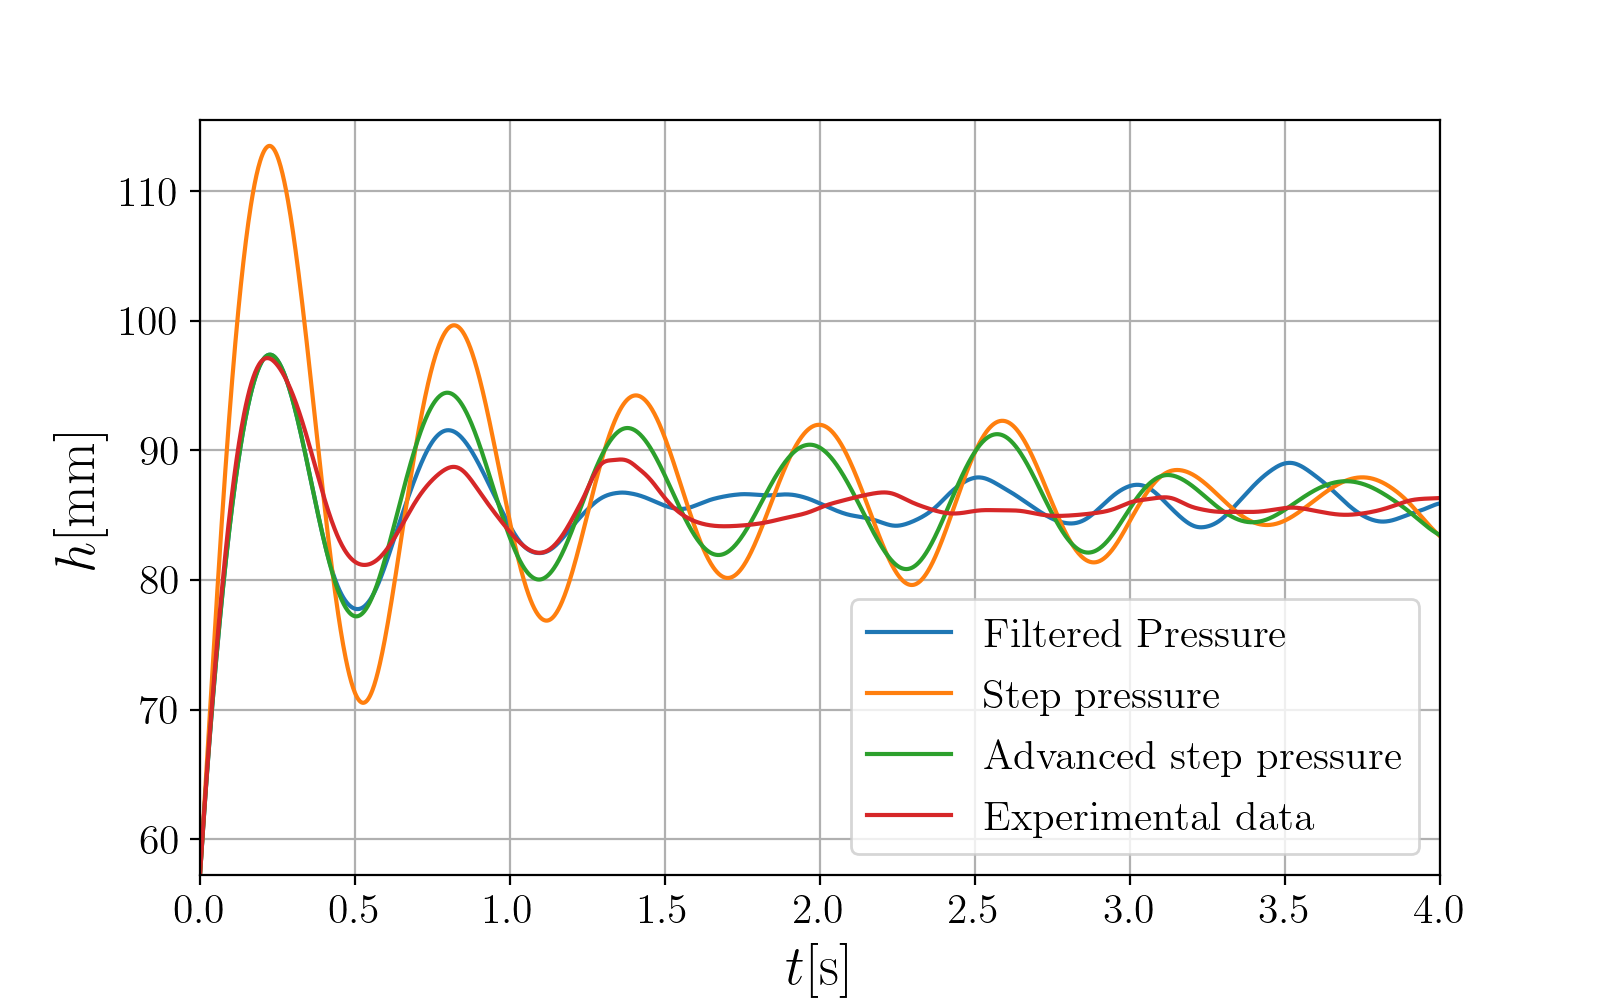 110
100
90
80
70
60
h[mm]
0.0 0.5 1.0 1.5 2.0 2.5 3.0 3.5 4.0
t[s]
Filtered Pressure
Step pressure
Advanced step pressure
Experimental data